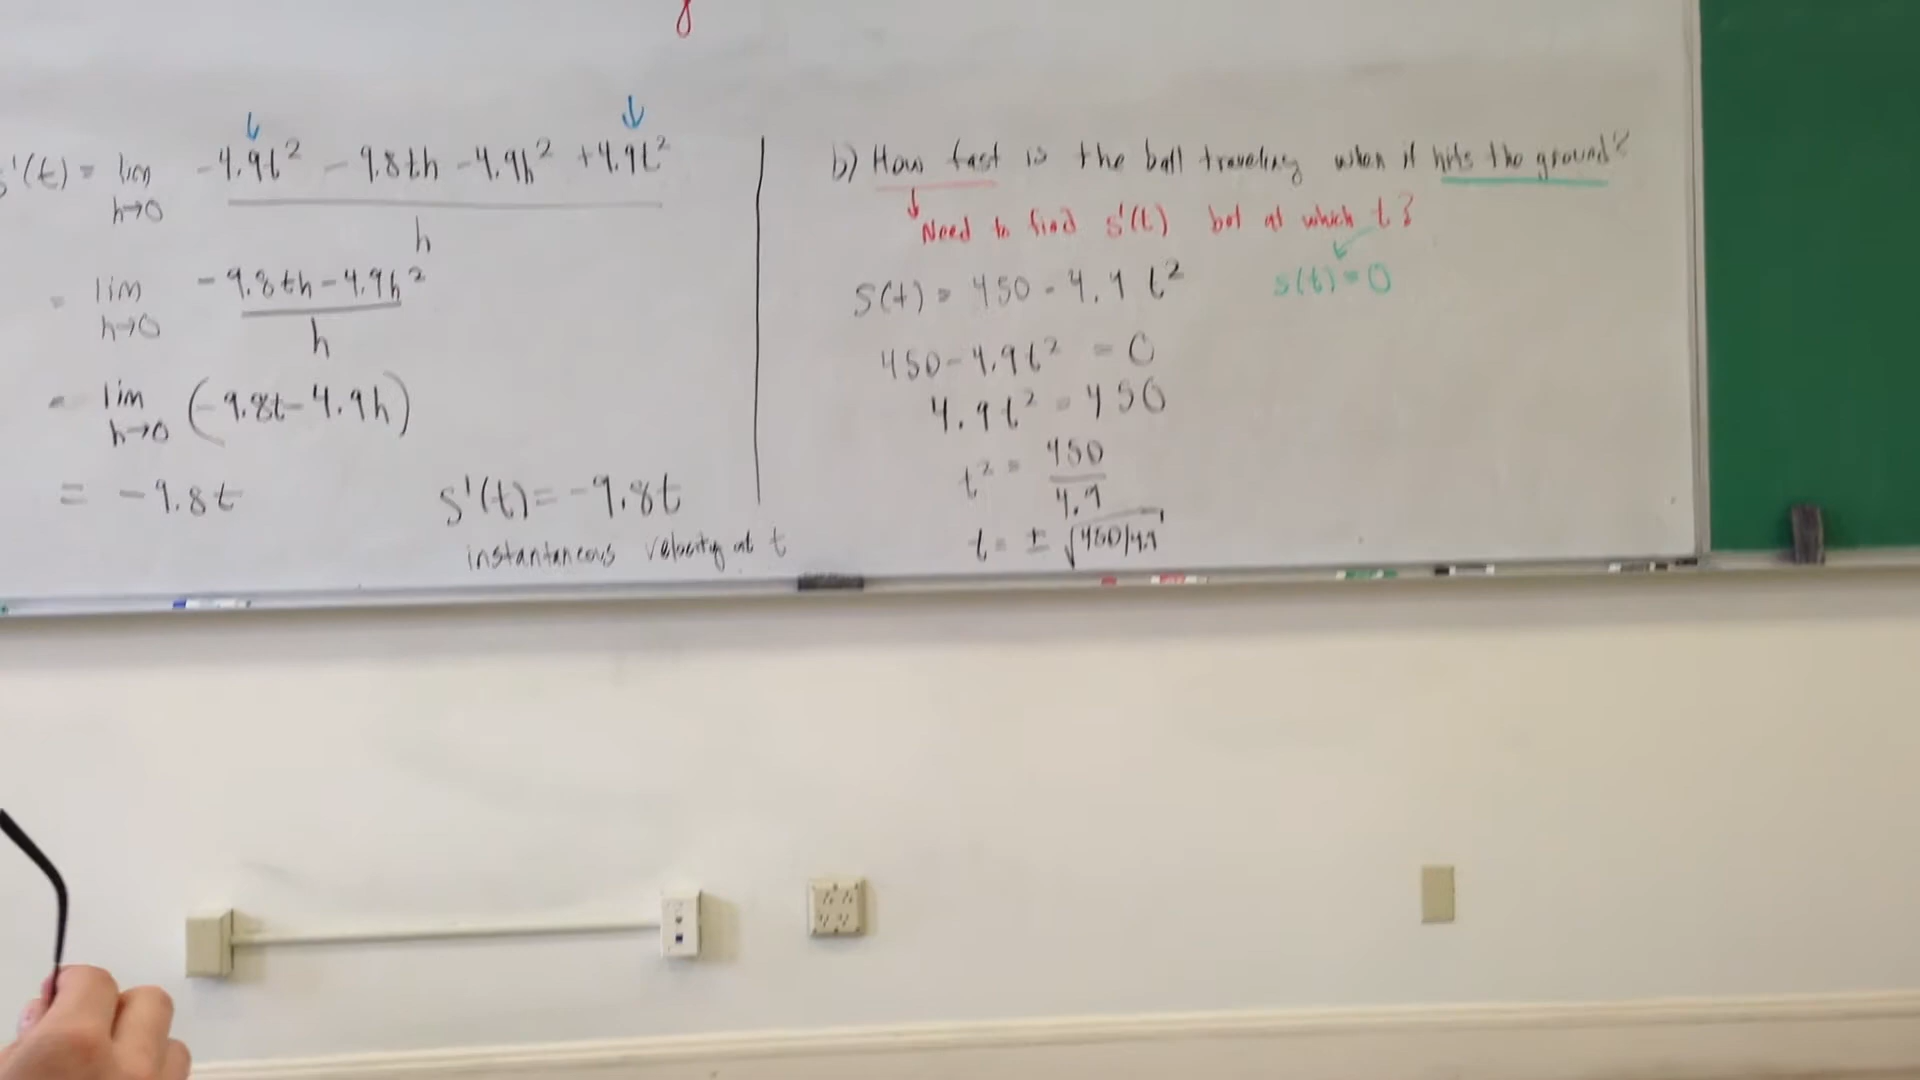 s'(t) = lim h→0 (-4.9t² - 9.8th - 4.9h² + 4.9t²) / h
= lim h→0 (-9.8th - 4.9h²) / h
= lim h→0 (-9.8t - 4.9h)
= -9.8t
s'(t) = -9.8t
instantaneous velocity at t
b) How fast is the ball traveling when it hits the ground?
Need to find s'(t) but at which t?
s(t) = 450 - 4.9t²
s(t) = 0
450 - 4.9t² = 0
4.9t² = 450
t² = 450/4.9
t = ± √450/4.9